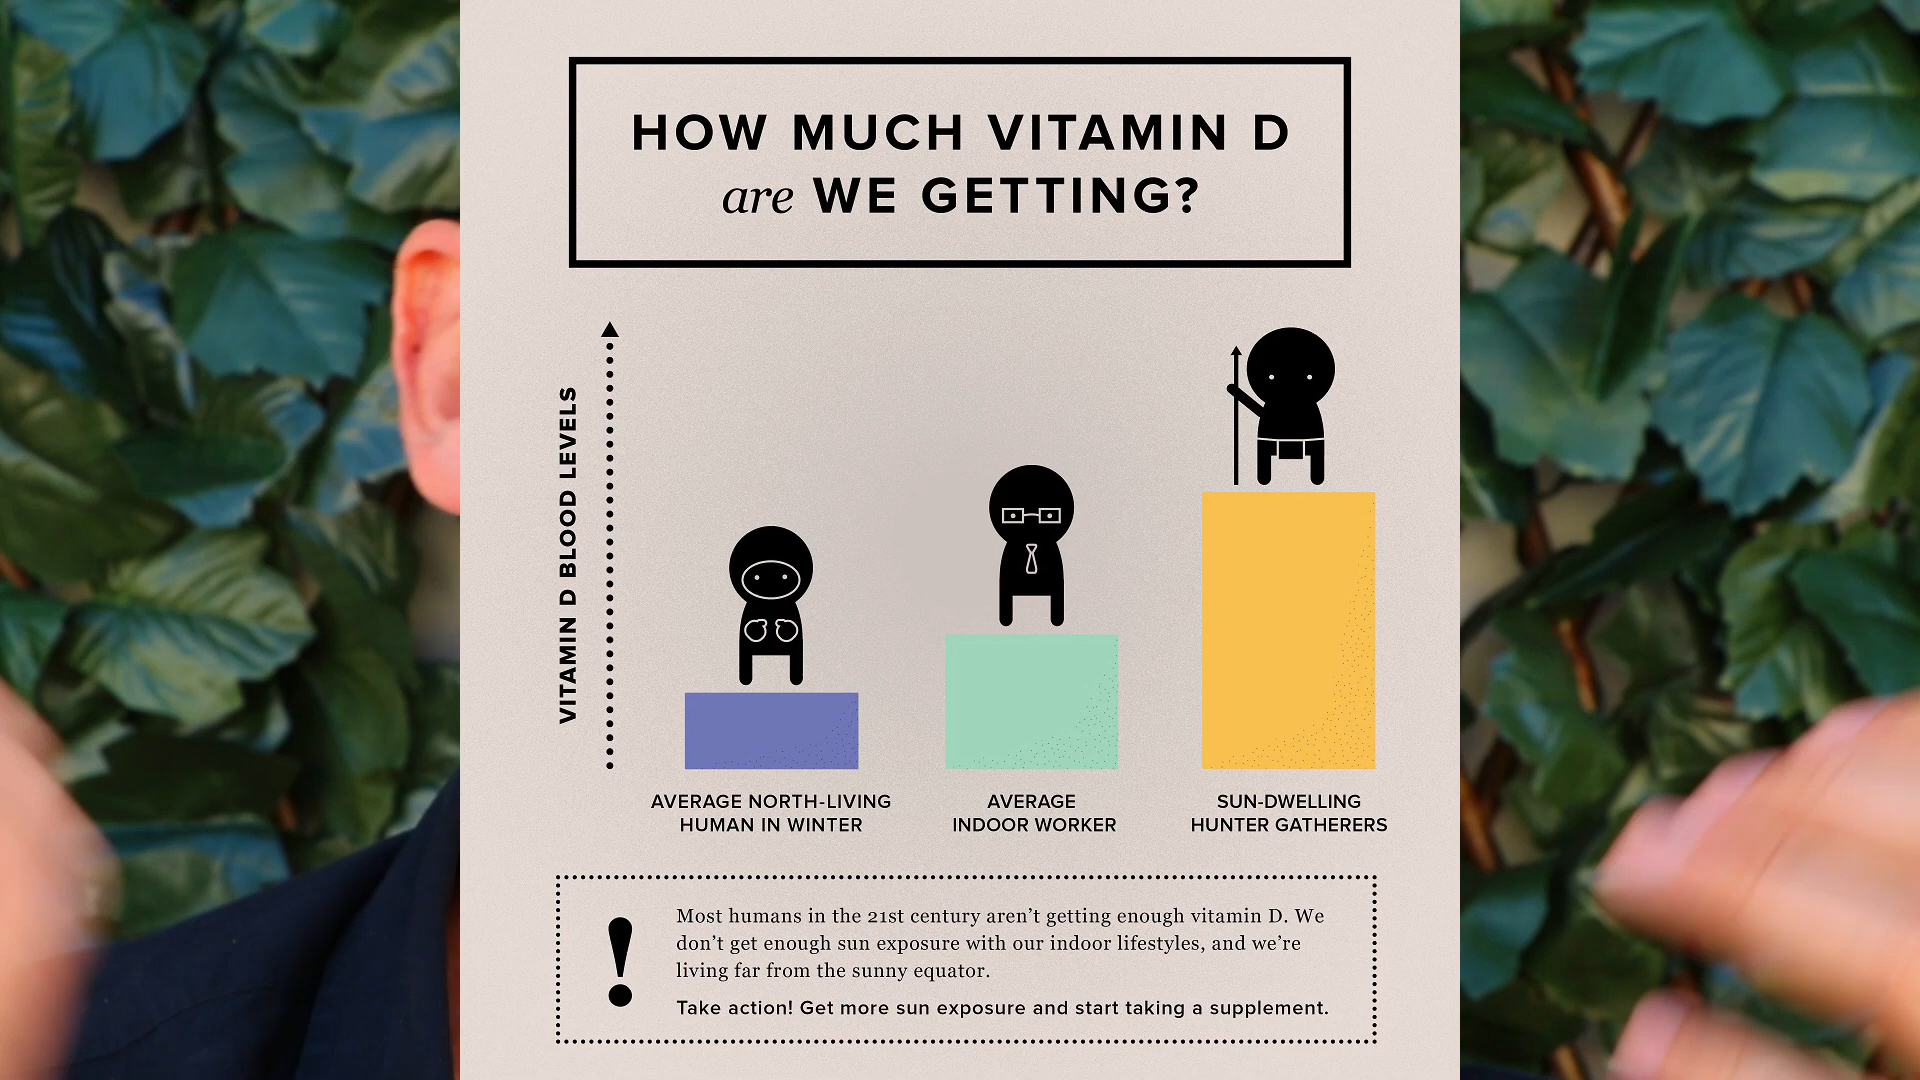 HOW MUCH VITAMIN D
are WE GETTING?
VITAMIN D BLOOD LEVELS
AVERAGE NORTH-LIVING
HUMAN IN WINTER
AVERAGE
INDOOR WORKER
SUN-DWELLING
HUNTER GATHERERS
!
Most humans in the 21st century aren't getting enough vitamin D. We
don't get enough sun exposure with our indoor lifestyles, and we're
living far from the sunny equator.
Take action! Get more sun exposure and start taking a supplement.